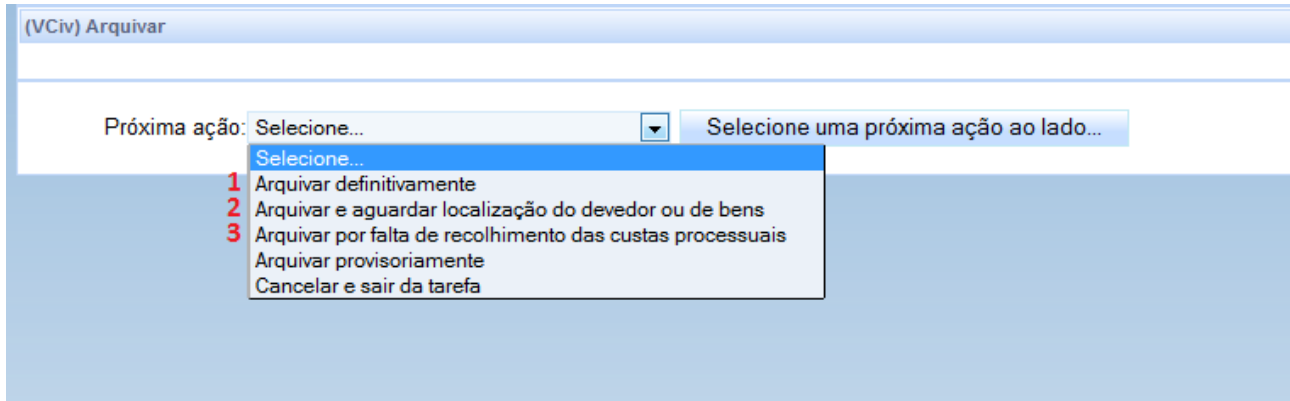 (VCiv) Arquivar
Próxima ação: Selecione... Selecione uma próxima ação ao lado...
Selecione...
1 Arquivar definitivamente
2 Arquivar e aguardar localização do devedor ou de bens
3 Arquivar por falta de recolhimento das custas processuais
Arquivar provisoriamente
Cancelar e sair da tarefa